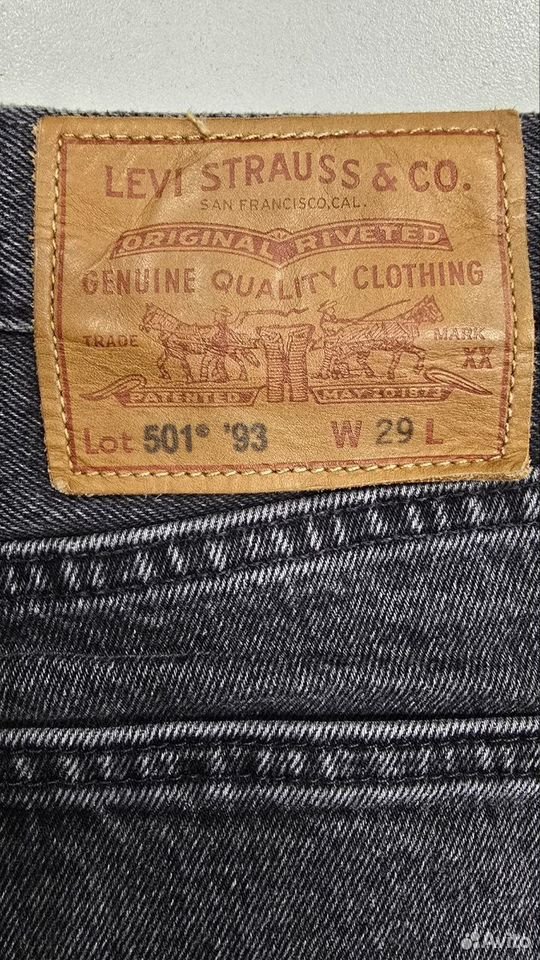 LEVI STRAUSS & CO.
SAN FRANCISCO, CAL.
ORIGINAL RIVETED
GENUINE QUALITY CLOTHING
TRADE MARK
XX
PATENTED MAY 20 1873
Lot 501® '93 W 29 L
Avito